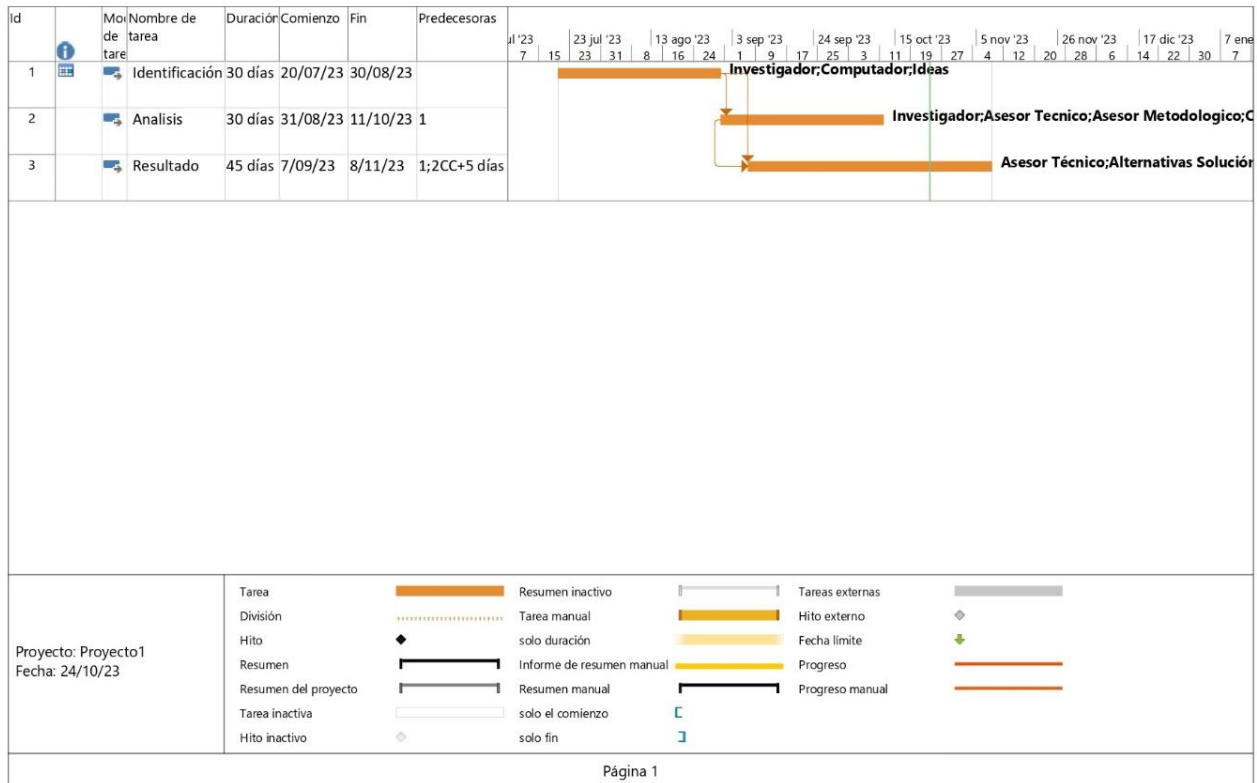 Id
Mod de tare
Nombre de tarea
Duración
Comienzo
Fin
Predecesoras
jul '23
23 jul '23
13 ago '23
3 sep '23
24 sep '23
15 oct '23
5 nov '23
26 nov '23
17 dic '23
7 ene
7 15 23 31 8 16 24 1 9 17 25 3 11 19 27 4 12 20 28 6 14 22 30 7
1 Identificación 30 días 20/07/23 30/08/23 Investigador;Computador;Ideas
2 Analisis 30 días 31/08/23 11/10/23 1 Investigador;Asesor Tecnico;Asesor Metodologico;C
3 Resultado 45 días 7/09/23 8/11/23 1;2CC+5 días Asesor Técnico;Alternativas Solución
Proyecto: Proyecto1
Fecha: 24/10/23
Tarea
División
Hito
Resumen
Resumen del proyecto
Tarea inactiva
Hito inactivo
Resumen inactivo
Tarea manual
solo duración
Informe de resumen manual
Resumen manual
solo el comienzo
solo fin
Tareas externas
Hito externo
Fecha límite
Progreso
Progreso manual
Página 1